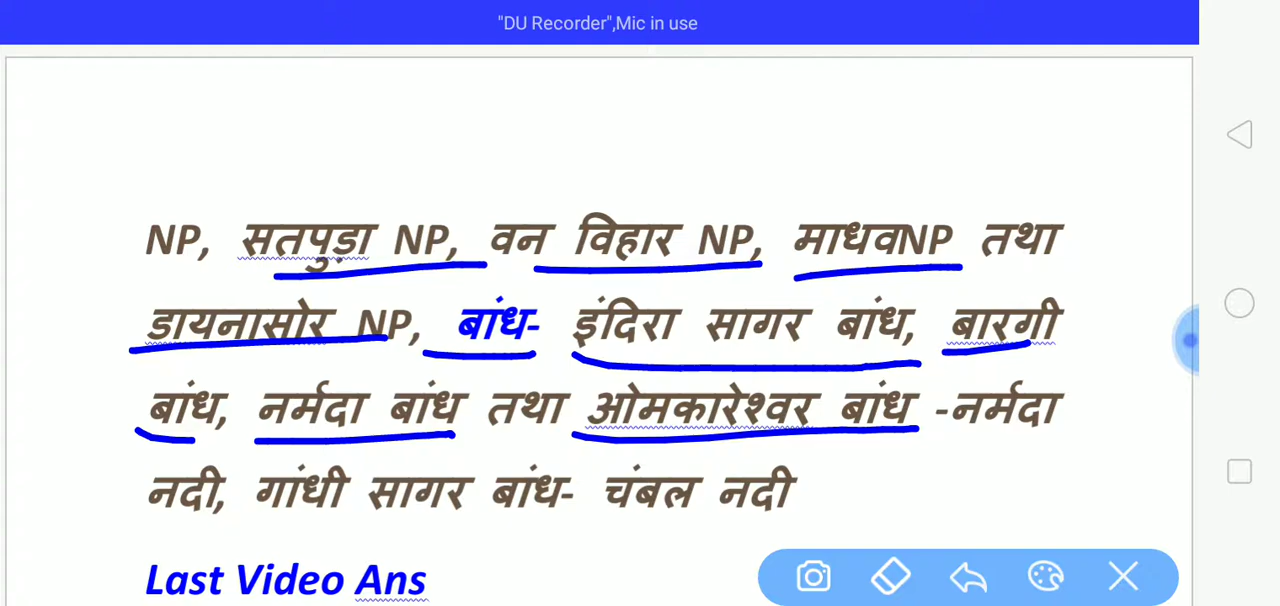 "DU Recorder",Mic in use
NP, सतपुड़ा NP, वन विहार NP, माधवNP तथा
डायनासोर NP, बांध- इंदिरा सागर बांध, बारगी
बांध, नर्मदा बांध तथा ओमकारेश्वर बांध -नर्मदा
नदी, गांधी सागर बांध- चंबल नदी
Last Video Ans